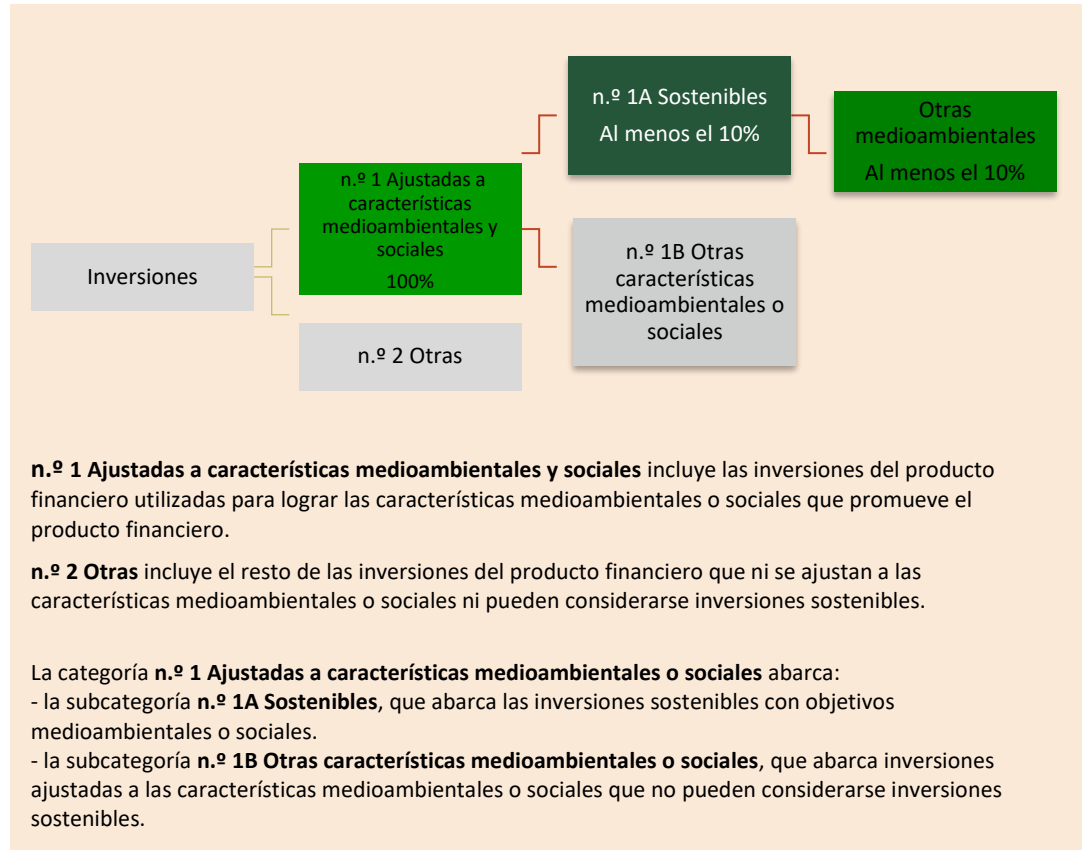 n.º 1A Sostenibles
Al menos el 10%
Otras
medioambientales
Al menos el 10%
n.º 1 Ajustadas a
características
medioambientales y
sociales
100%
n.º 1B Otras
características
medioambientales o
sociales
Inversiones
n.º 2 Otras
n.º 1 Ajustadas a características medioambientales y sociales incluye las inversiones del producto
financiero utilizadas para lograr las características medioambientales o sociales que promueve el
producto financiero.
n.º 2 Otras incluye el resto de las inversiones del producto financiero que ni se ajustan a las
características medioambientales o sociales ni pueden considerarse inversiones sostenibles.
La categoría n.º 1 Ajustadas a características medioambientales o sociales abarca:
- la subcategoría n.º 1A Sostenibles, que abarca las inversiones sostenibles con objetivos
medioambientales o sociales.
- la subcategoría n.º 1B Otras características medioambientales o sociales, que abarca inversiones
ajustadas a las características medioambientales o sociales que no pueden considerarse inversiones
sostenibles.